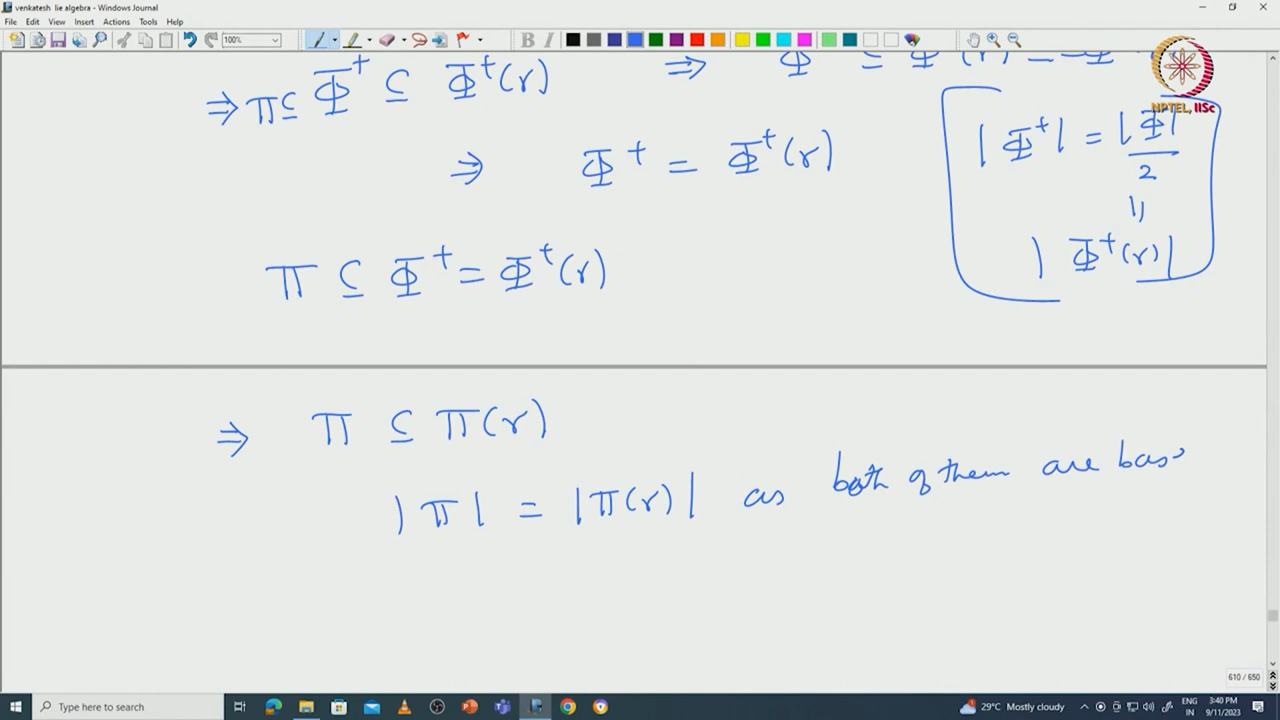 venkatesh lie algebra - Windows Journal
File Edit View Insert Actions Tools Help
100%
B I
NPTEL, IISc
⇒ Π ⊆ Φ⁺ ⊆ Φ⁺(γ)
⇒ Φ⁺ = Φ⁺(γ)
|Φ⁺| = |Φ|
2
||
|Φ⁺(γ)|
Π ⊆ Φ⁺ = Φ⁺(γ)
⇒ Π ⊆ Π(γ)
|Π| = |Π(γ)| as both of them are bas
610 / 650
Type here to search
29°C Mostly cloudy
ENG
IN
3:40 PM
9/11/2023